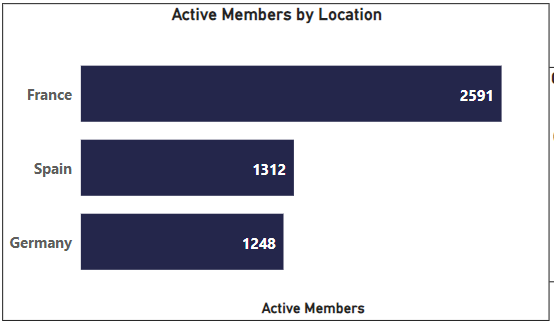 Active Members by Location
France 2591
Spain 1312
Germany 1248
Active Members